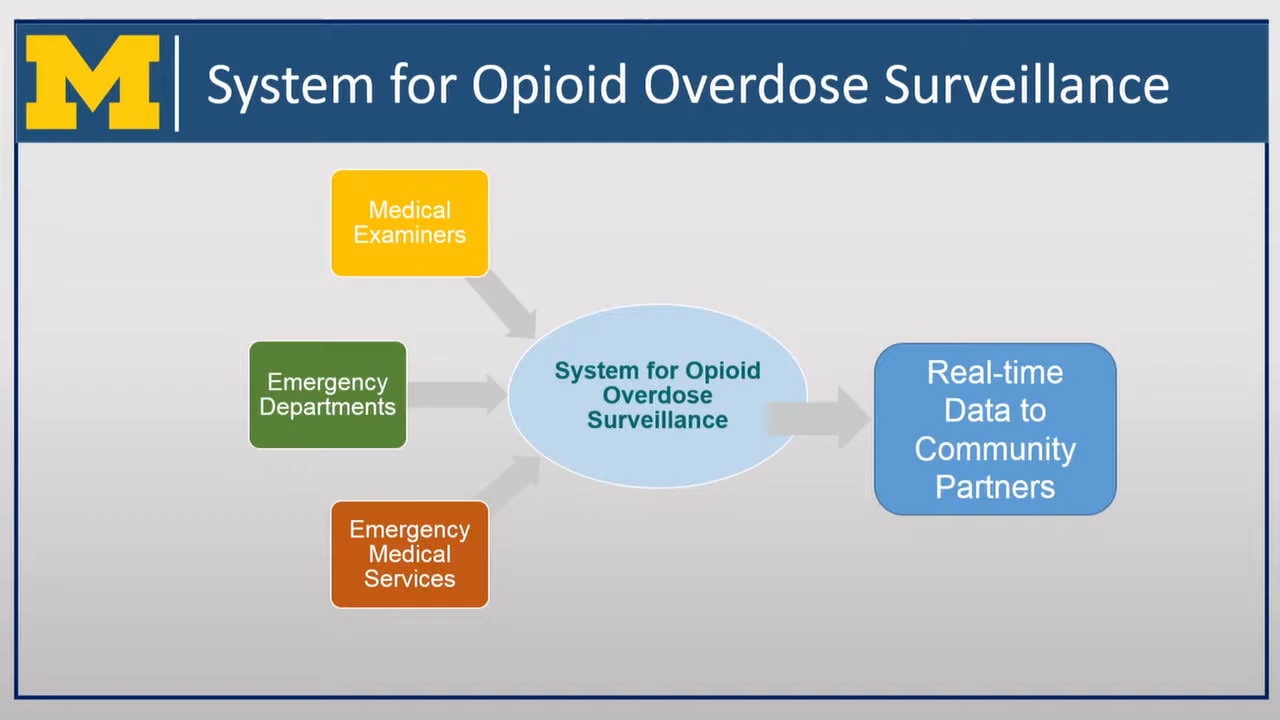 M
System for Opioid Overdose Surveillance
Medical
Examiners
Emergency
Departments
Emergency
Medical
Services
System for Opioid
Overdose
Surveillance
Real-time
Data to
Community
Partners